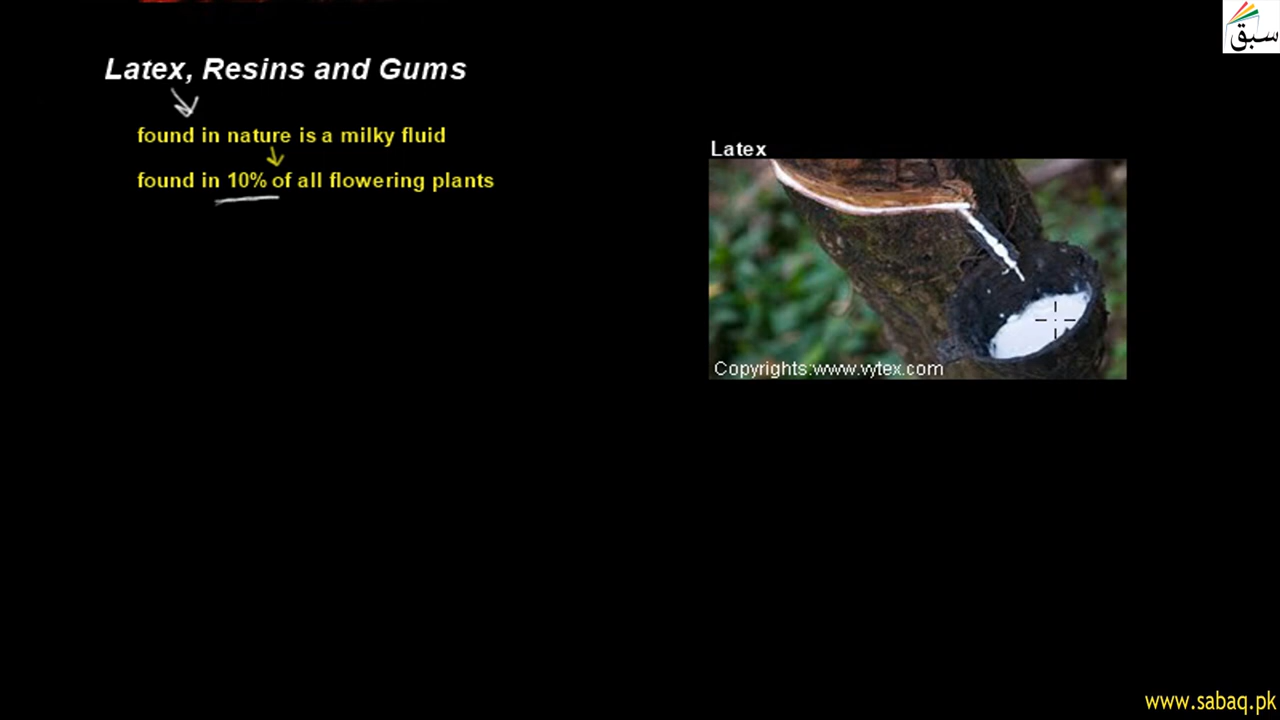 سبق
Latex, Resins and Gums
found in nature is a milky fluid
found in 10% of all flowering plants
Latex
Copyrights:www.vytex.com
www.sabaq.pk